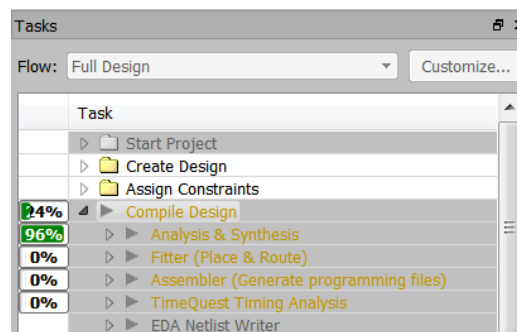 Tasks
Flow: Full Design Customize...
Task
Start Project
Create Design
Assign Constraints
24% Compile Design
96% Analysis & Synthesis
0% Fitter (Place & Route)
0% Assembler (Generate programming files)
0% TimeQuest Timing Analysis
EDA Netlist Writer